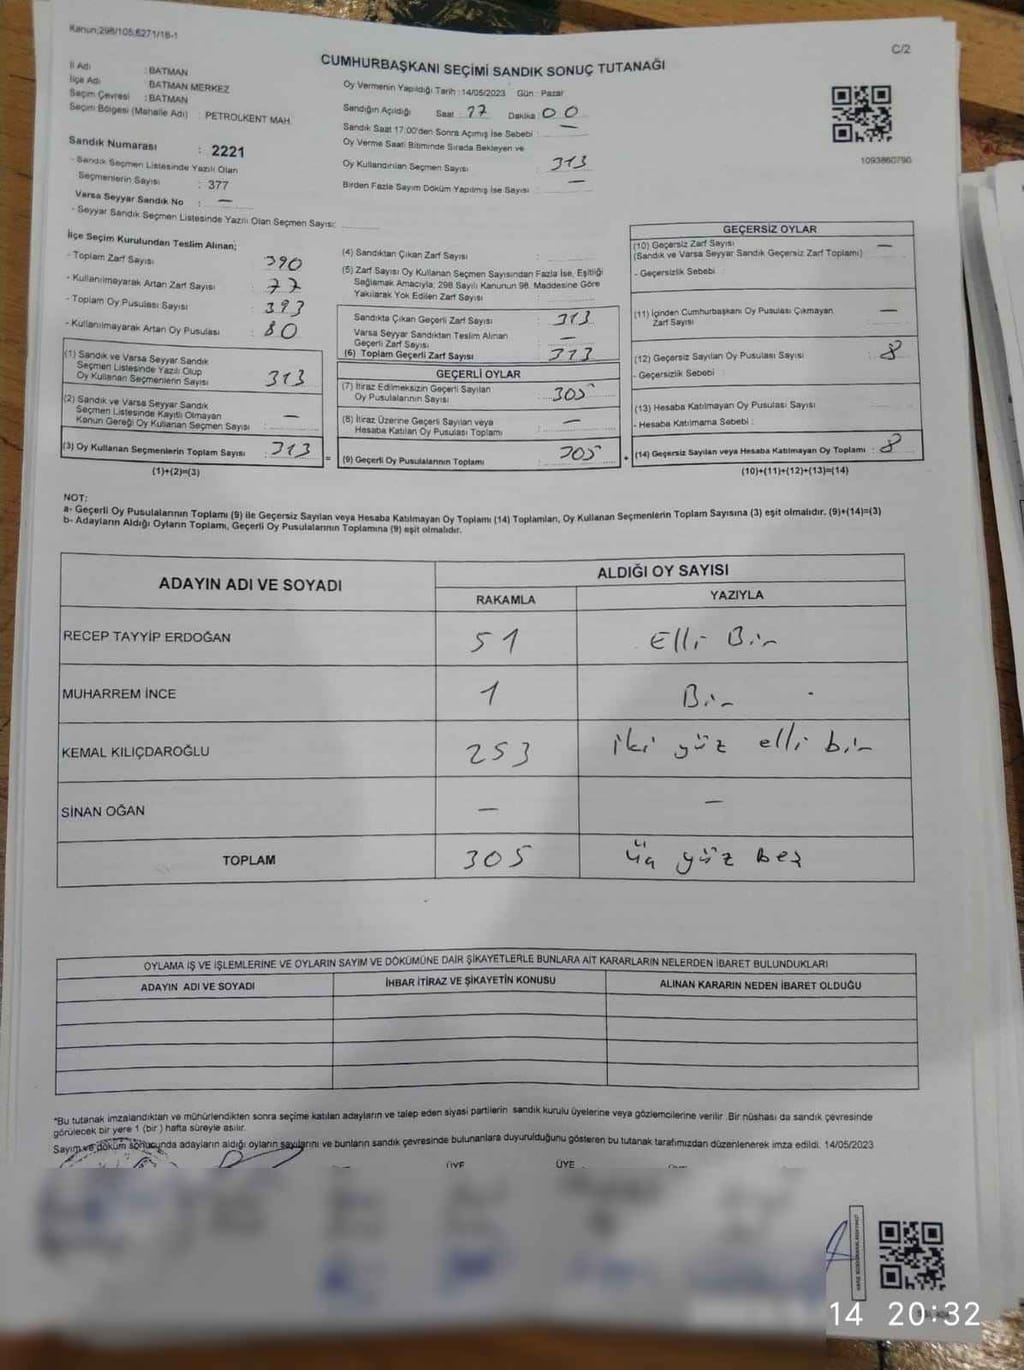 Kanun;298/105,6271/18-1
C/2
CUMHURBAŞKANI SEÇİMİ SANDIK SONUÇ TUTANAĞI
İl Adı : BATMAN
İlçe Adı : BATMAN MERKEZ
Seçim Çevresi : BATMAN
Seçim Bölgesi (Mahalle Adı) : PETROLKENT MAH.
Oy Vermenin Yapıldığı Tarih : 14/05/2023 Gün : Pazar
Sandığın Açıldığı Saat 17 Dakika 00
Sandık Saat 17:00'den Sonra Açımış İse Sebebi : —
Oy Verme Saati Bitiminde Sırada Bekleyen ve
Oy Kullandırılan Seçmen Sayısı : 313
Birden Fazla Sayım Döküm Yapılmış İse Sayısı : —
1093860790
Sandık Numarası : 2221
- Sandık Seçmen Listesinde Yazılı Olan
Seçmenlerin Sayısı : 377
Varsa Seyyar Sandık No : —
- Seyyar Sandık Seçmen Listesinde Yazılı Olan Seçmen Sayısı:
İlçe Seçim Kurulundan Teslim Alınan;
- Toplam Zarf Sayısı : 390
- Kullanılmayarak Artan Zarf Sayısı : 77
- Toplam Oy Pusulası Sayısı : 393
- Kullanılmayarak Artan Oy Pusulası : 80
(1) Sandık ve Varsa Seyyar Sandık
Seçmen Listesinde Yazılı Olup
Oy Kullanan Seçmenlerin Sayısı : 313
(2) Sandık ve Varsa Seyyar Sandık
Seçmen Listesinde Kayıtlı Olmayan
Kanun Gereği Oy Kullanan Seçmen Sayısı : —
(3) Oy Kullanan Seçmenlerin Toplam Sayısı : 313
(1)+(2)=(3)
(4) Sandıktan Çıkan Zarf Sayısı :
(5) Zarf Sayısı Oy Kullanan Seçmen Sayısından Fazla İse, Eşitliği
Sağlamak Amacıyla; 298 Sayılı Kanunun 98. Maddesine Göre
Yakılarak Yok Edilen Zarf Sayısı :
Sandıkta Çıkan Geçerli Zarf Sayısı : 313
Varsa Seyyar Sandıktan Teslim Alınan
Geçerli Zarf Sayısı : —
(6) Toplam Geçerli Zarf Sayısı : 313
GEÇERLİ OYLAR
(7) İtiraz Edilmeksizin Geçerli Sayılan
Oy Pusulalarının Sayısı : 305
(8) İtiraz Üzerine Geçerli Sayılan veya
Hesaba Katılan Oy Pusulası Toplamı : —
(9) Geçerli Oy Pusulalarının Toplamı : 305
GEÇERSİZ OYLAR
(10) Geçersiz Zarf Sayısı : —
(Sandık ve Varsa Seyyar Sandık Geçersiz Zarf Toplamı)
- Geçersizlik Sebebi :
(11) İçinden Cumhurbaşkanı Oy Pusulası Çıkmayan
Zarf Sayısı : —
(12) Geçersiz Sayılan Oy Pusulası Sayısı : 8
- Geçersizlik Sebebi :
(13) Hesaba Katılmayan Oy Pusulası Sayısı :
- Hesaba Katılmama Sebebi :
(14) Geçersiz Sayılan veya Hesaba Katılmayan Oy Toplamı : 8
(10)+(11)+(12)+(13)=(14)
NOT:
a- Geçerli Oy Pusulalarının Toplamı (9) ile Geçersiz Sayılan veya Hesaba Katılmayan Oy Toplamı (14) Toplamları, Oy Kullanan Seçmenlerin Toplam Sayısına (3) eşit olmalıdır. (9)+(14)=(3)
b- Adayların Aldığı Oyların Toplamı, Geçerli Oy Pusulalarının Toplamına (9) eşit olmalıdır.
ADAYIN ADI VE SOYADI
ALDIĞI OY SAYISI
RAKAMLA YAZIYLA
RECEP TAYYİP ERDOĞAN 51 Elli Bir
MUHARREM İNCE 1 Bir
KEMAL KILIÇDAROĞLU 253 iki yüz elli bir
SİNAN OĞAN — —
TOPLAM 305 üç yüz beş
OYLAMA İŞ VE İŞLEMLERİNE VE OYLARIN SAYIM VE DÖKÜMÜNE DAİR ŞİKAYETLERLE BUNLARA AİT KARARLARIN NELERDEN İBARET BULUNDUKLARI
ADAYIN ADI VE SOYADI İHBAR İTİRAZ VE ŞİKAYETİN KONUSU ALINAN KARARIN NEDEN İBARET OLDUĞU
*Bu tutanak imzalandıktan ve mühürlendikten sonra seçime katılan adayların ve talep eden siyasi partilerin sandık kurulu üyelerine veya gözlemcilerine verilir .Bir nüshası da sandık çevresinde
görülecek bir yere 1 (bir ) hafta süreyle asılır.
Sayım ve döküm sonucunda adayların aldığı oyların sayılarını ve bunların sandık çevresinde bulunanlara duyurulduğunu gösteren bu tutanak tarafımızdan düzenlenerek imza edildi. 14/05/2023
ÜYE ÜYE
14 20:32